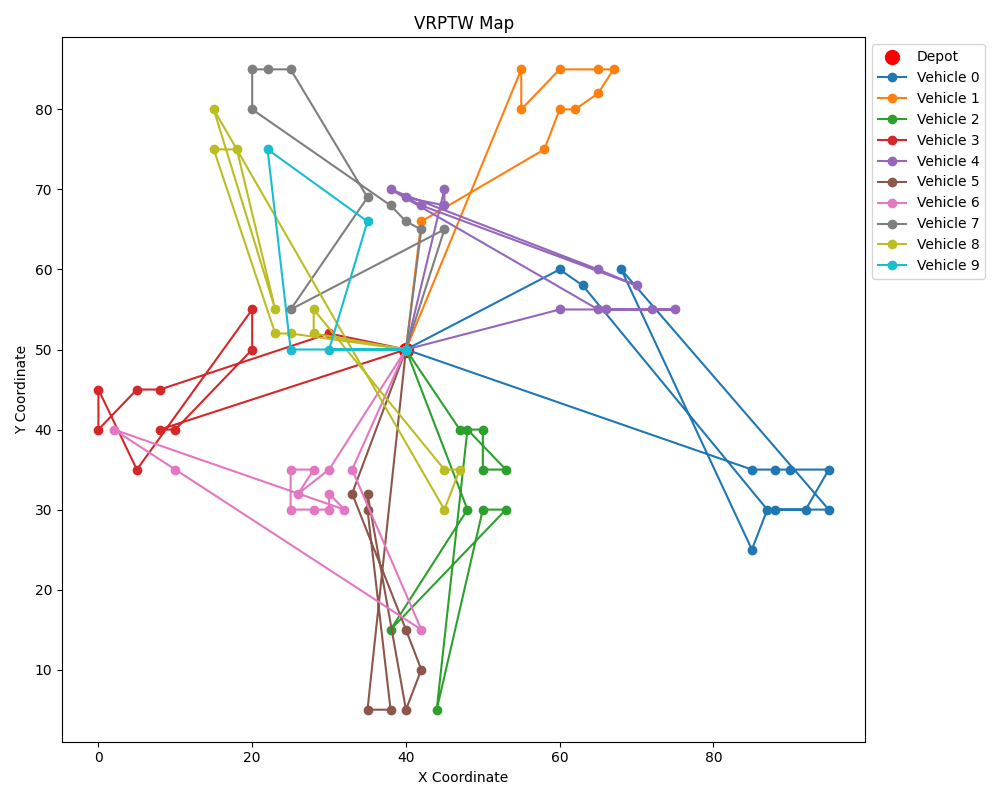 VRPTW Map
Y Coordinate
80
70
60
50
40
30
20
10
0
20
40
60
80
X Coordinate
Depot
Vehicle 0
Vehicle 1
Vehicle 2
Vehicle 3
Vehicle 4
Vehicle 5
Vehicle 6
Vehicle 7
Vehicle 8
Vehicle 9